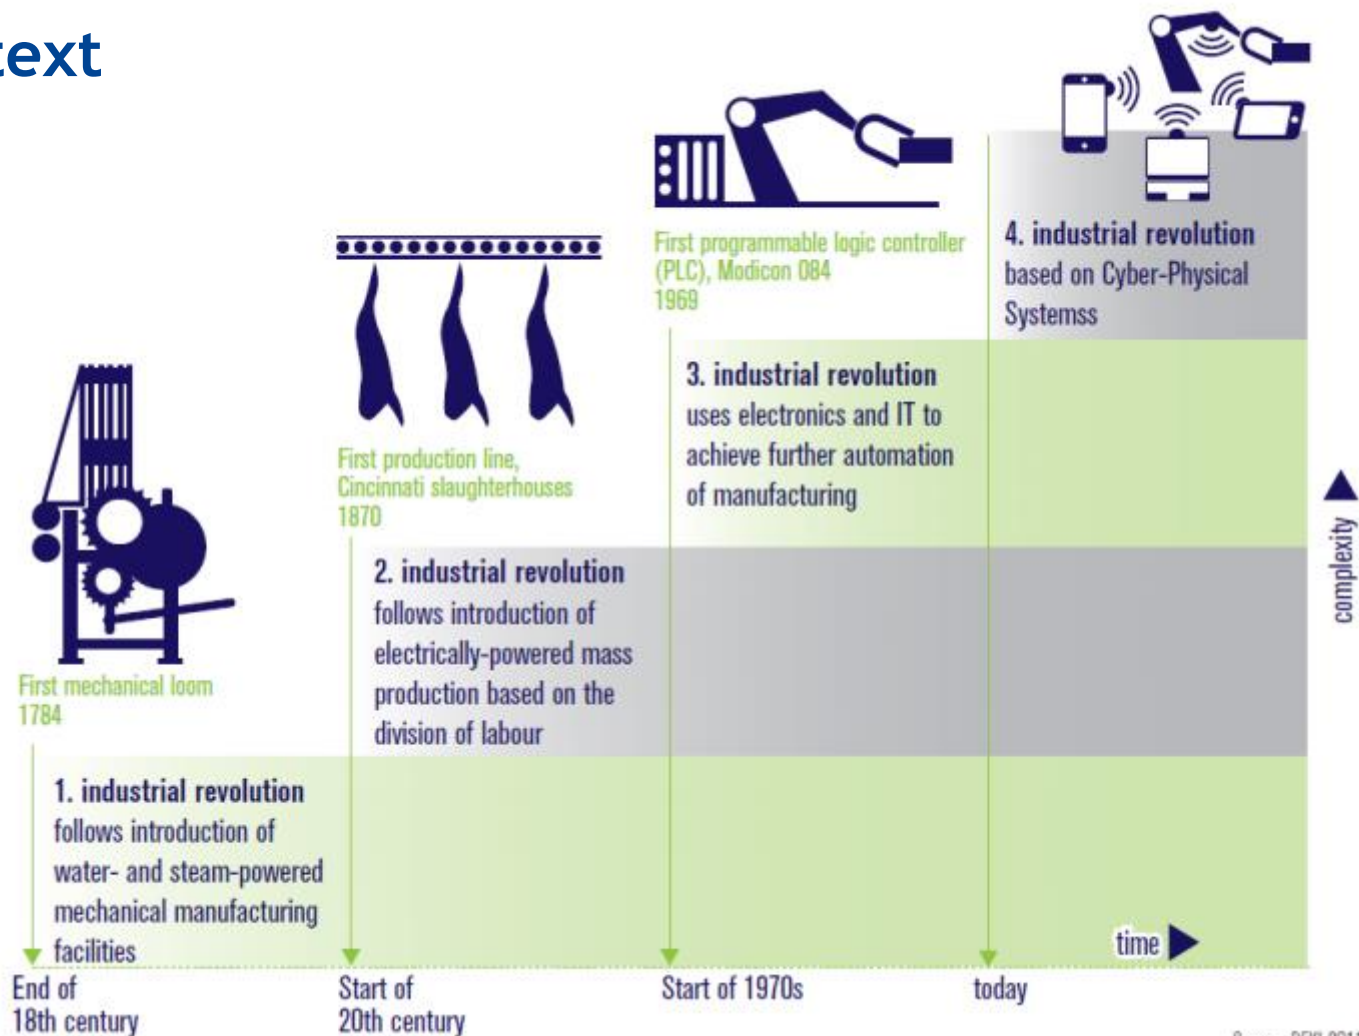 text
First mechanical loom
1784
1. industrial revolution
follows introduction of
water- and steam-powered
mechanical manufacturing
facilities
End of
18th century
First production line,
Cincinnati slaughterhouses
1870
2. industrial revolution
follows introduction of
electrically-powered mass
production based on the
division of labour
Start of
20th century
First programmable logic controller
(PLC), Modicon 084
1969
3. industrial revolution
uses electronics and IT to
achieve further automation
of manufacturing
Start of 1970s
4. industrial revolution
based on Cyber-Physical
Systemss
today
time
complexity